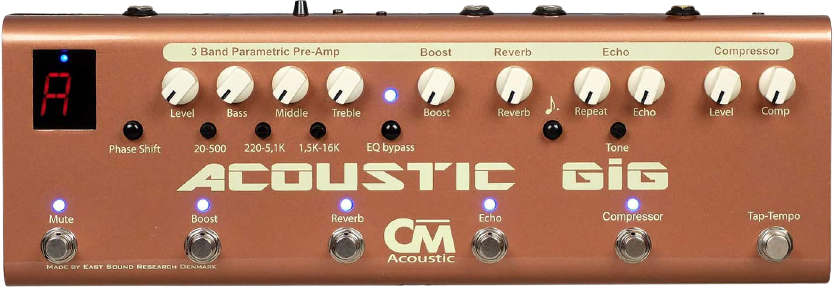 3 Band Parametric Pre-Amp Boost Reverb Echo Compressor
A
Level Bass Middle Treble Boost Reverb Repeat Echo Level Comp
Phase Shift 20-500 220-5,1K 1,5K-16K EQ bypass Tone
ACOUSTIC GIG
Mute Boost Reverb Echo Compressor Tap-Tempo
CM
Acoustic
Made by East Sound Research Denmark